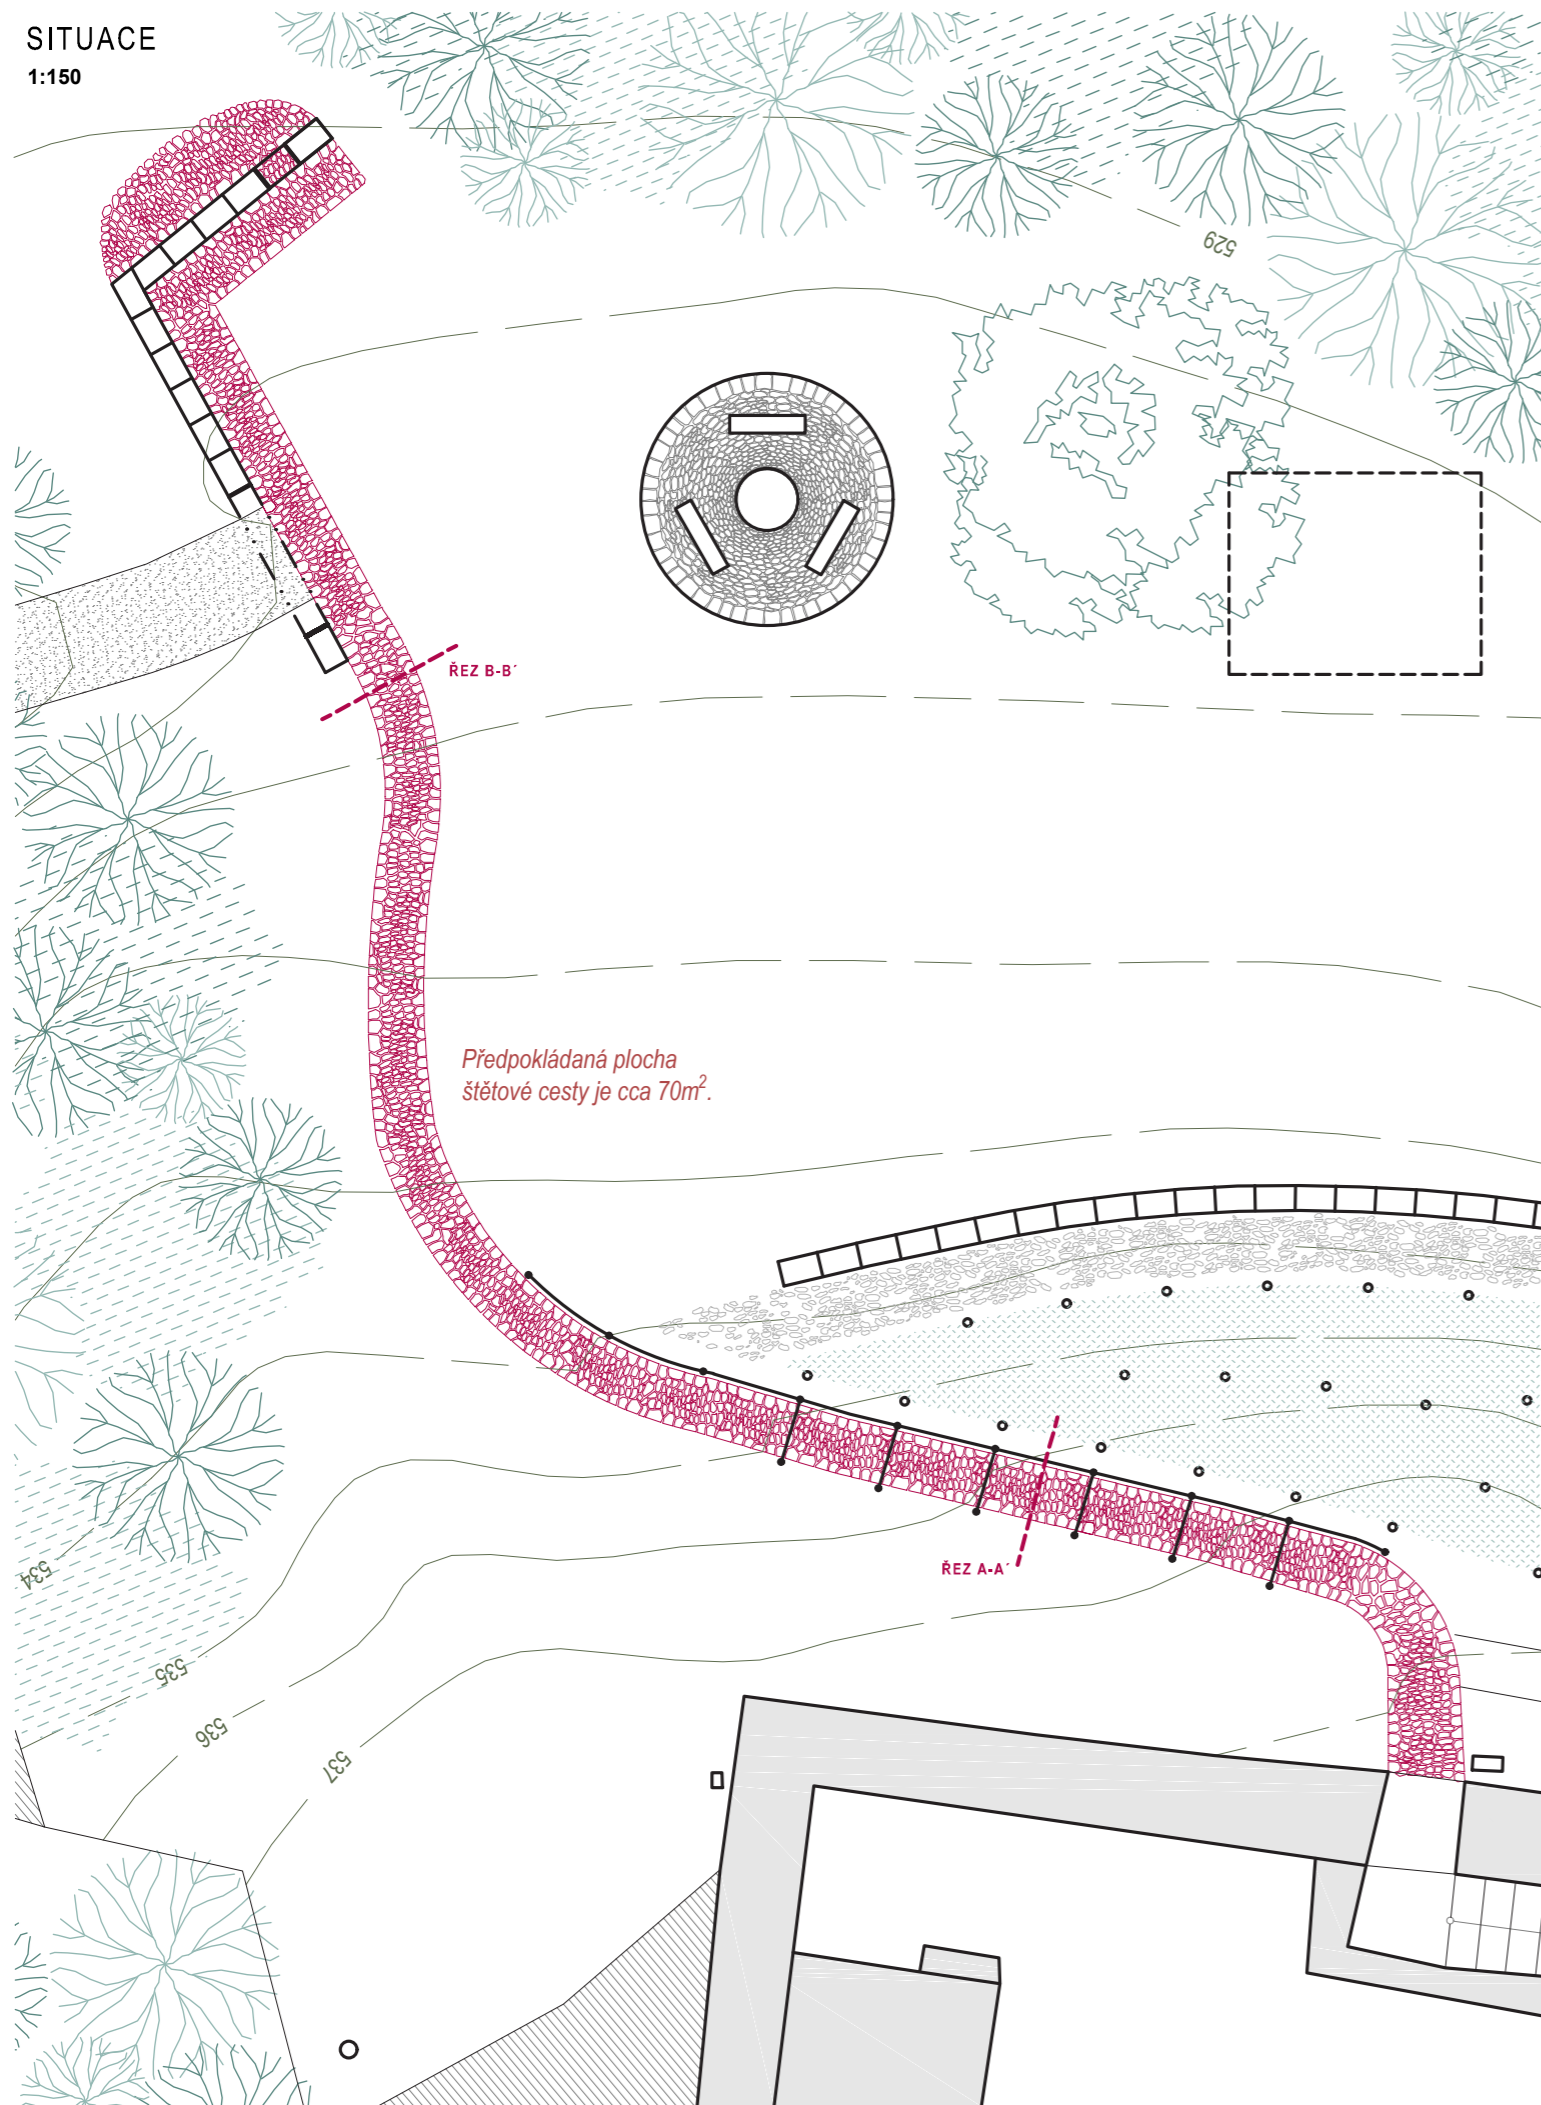 SITUACE
1:150
529
ŘEZ B-B´
Předpokládaná plocha
štětové cesty je cca 70m².
ŘEZ A-A´
534
535
536
537